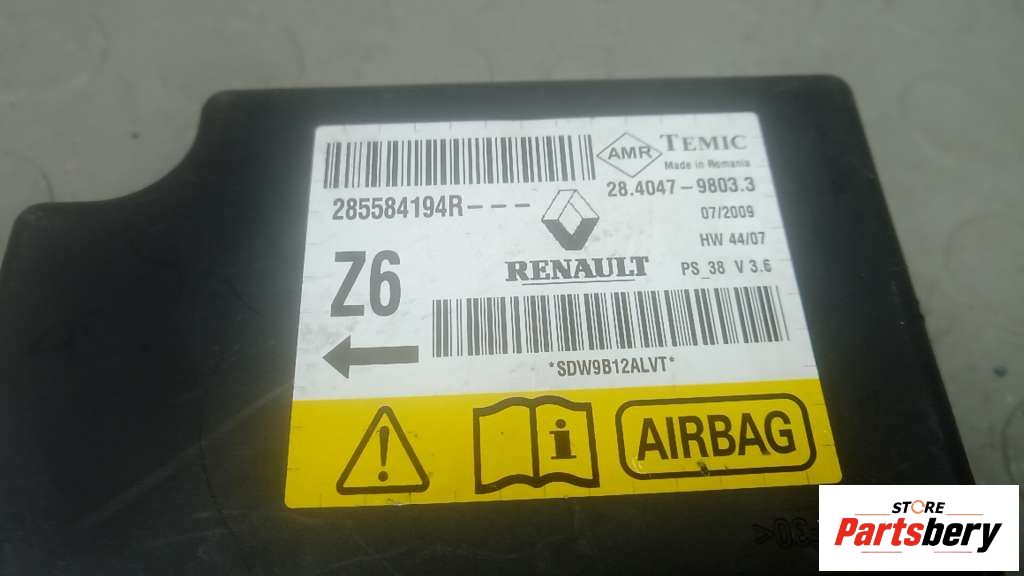 AMR TEMIC
Made in Romania
285584194R---
28.4047-9803.3
07/2009
HW 44/07
Z6
RENAULT
PS_38 V 3.6
*SDW9B12ALVT*
i
AIRBAG
30<
STORE
Partsbery